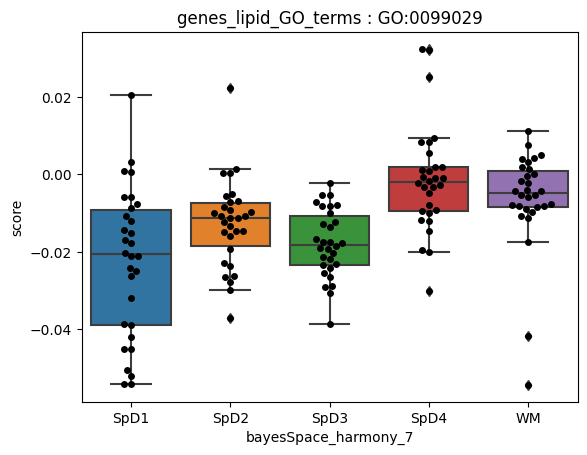 genes_lipid_GO_terms : GO:0099029
0.02
0.00
−0.02
−0.04
score
SpD1 SpD2 SpD3 SpD4 WM
bayesSpace_harmony_7